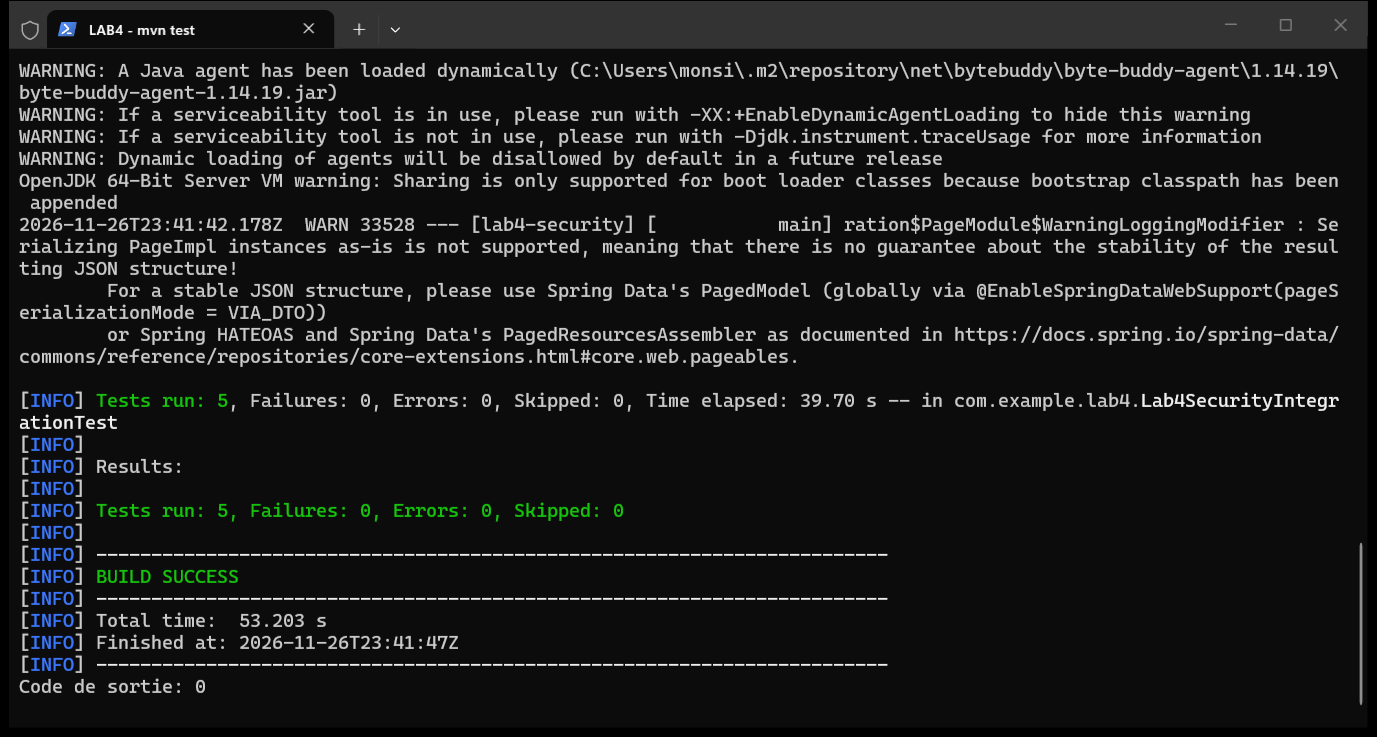 LAB4 - mvn test
WARNING: A Java agent has been loaded dynamically (C:\Users\monsi\.m2\repository\net\bytebuddy\byte-buddy-agent\1.14.19\
byte-buddy-agent-1.14.19.jar)
WARNING: If a serviceability tool is in use, please run with -XX:+EnableDynamicAgentLoading to hide this warning
WARNING: If a serviceability tool is not in use, please run with -Djdk.instrument.traceUsage for more information
WARNING: Dynamic loading of agents will be disallowed by default in a future release
OpenJDK 64-Bit Server VM warning: Sharing is only supported for boot loader classes because bootstrap classpath has been
 appended
2026-11-26T23:41:42.178Z  WARN 33528 --- [lab4-security] [           main] ration$PageModule$WarningLoggingModifier : Se
rializing PageImpl instances as-is is not supported, meaning that there is no guarantee about the stability of the resul
ting JSON structure!
        For a stable JSON structure, please use Spring Data's PagedModel (globally via @EnableSpringDataWebSupport(pageS
erializationMode = VIA_DTO))
        or Spring HATEOAS and Spring Data's PagedResourcesAssembler as documented in https://docs.spring.io/spring-data/
commons/reference/repositories/core-extensions.html#core.web.pageables.
[INFO] Tests run: 5, Failures: 0, Errors: 0, Skipped: 0, Time elapsed: 39.70 s -- in com.example.lab4.Lab4SecurityIntegr
ationTest
[INFO]
[INFO] Results:
[INFO]
[INFO] Tests run: 5, Failures: 0, Errors: 0, Skipped: 0
[INFO]
[INFO] ------------------------------------------------------------------------
[INFO] BUILD SUCCESS
[INFO] ------------------------------------------------------------------------
[INFO] Total time:  53.203 s
[INFO] Finished at: 2026-11-26T23:41:47Z
[INFO] ------------------------------------------------------------------------
Code de sortie: 0